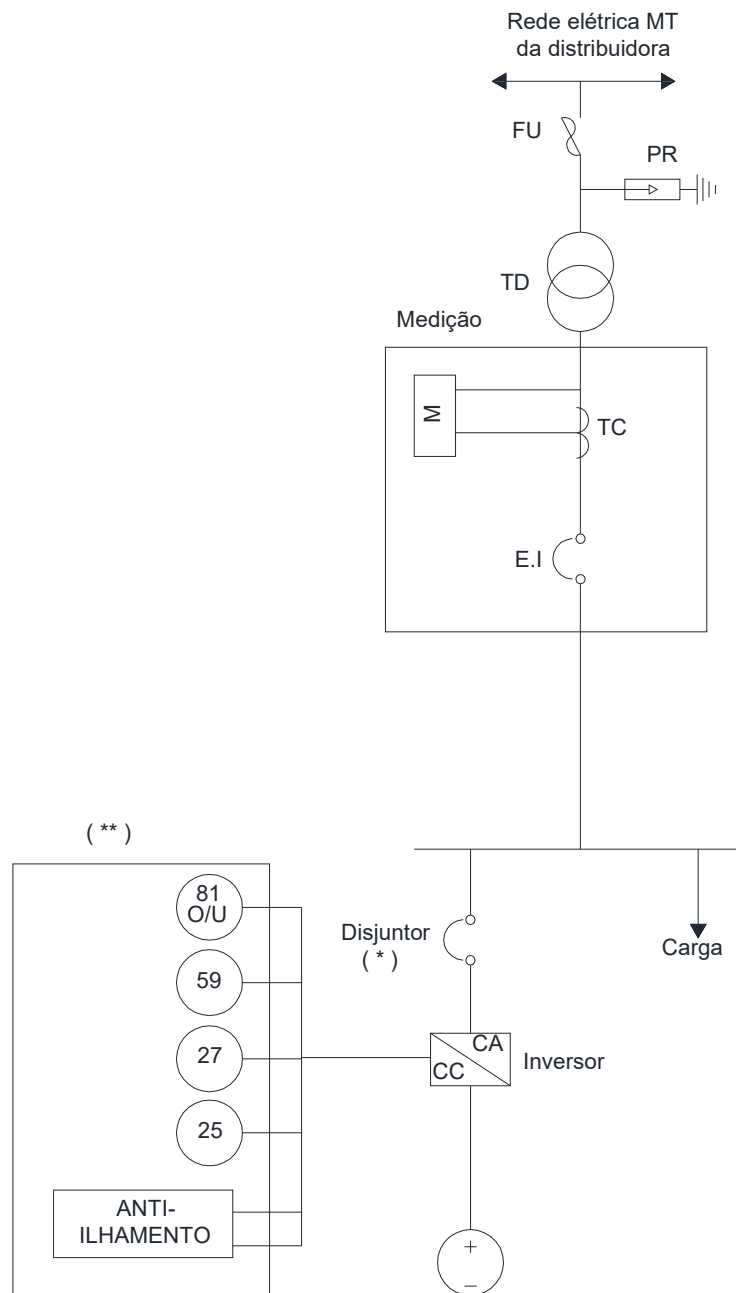 Rede elétrica MT
da distribuidora
FU
PR
TD
Medição
M
TC
E.I
( ** )
81
O/U
59
27
25
ANTI-
ILHAMENTO
Disjuntor
( * )
Carga
CA
CC
Inversor
+
–